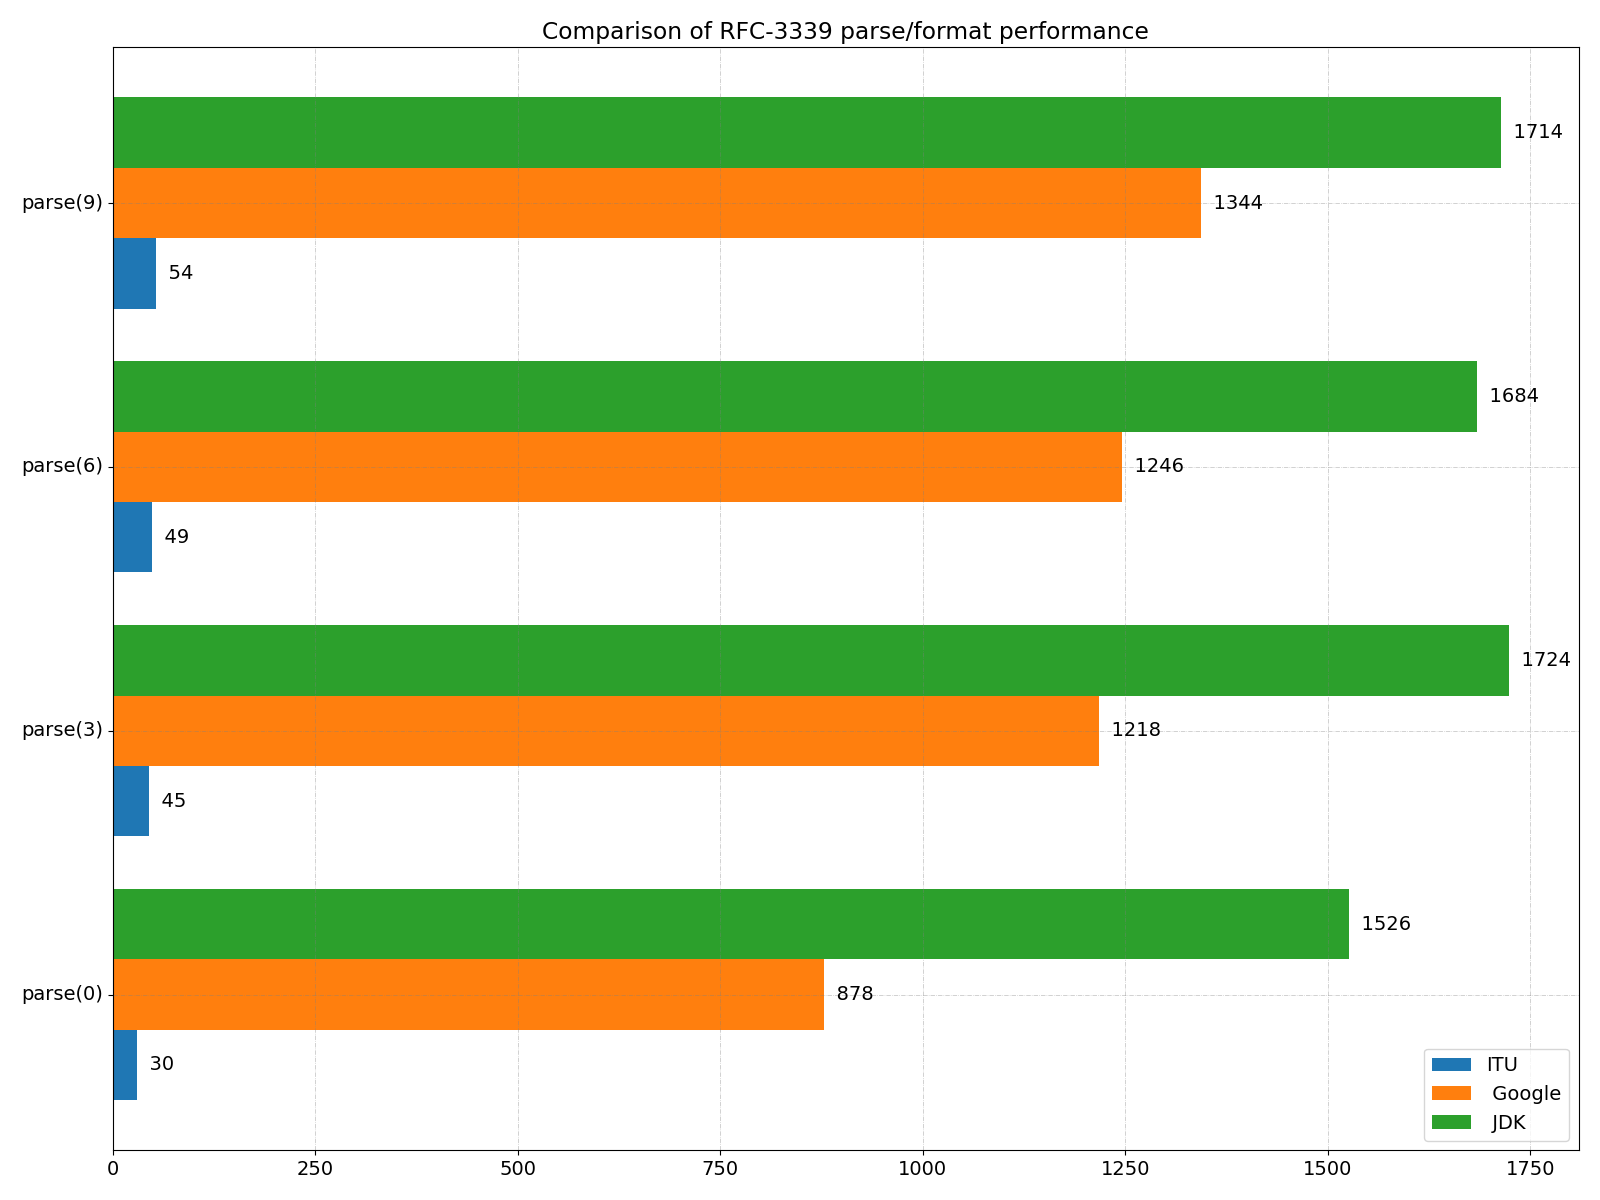 Comparison of RFC-3339 parse/format performance
1714
parse(9)
1344
54
1684
parse(6)
1246
49
1724
parse(3)
1218
45
1526
parse(0)
878
30
ITU
Google
JDK
0 250 500 750 1000 1250 1500 1750